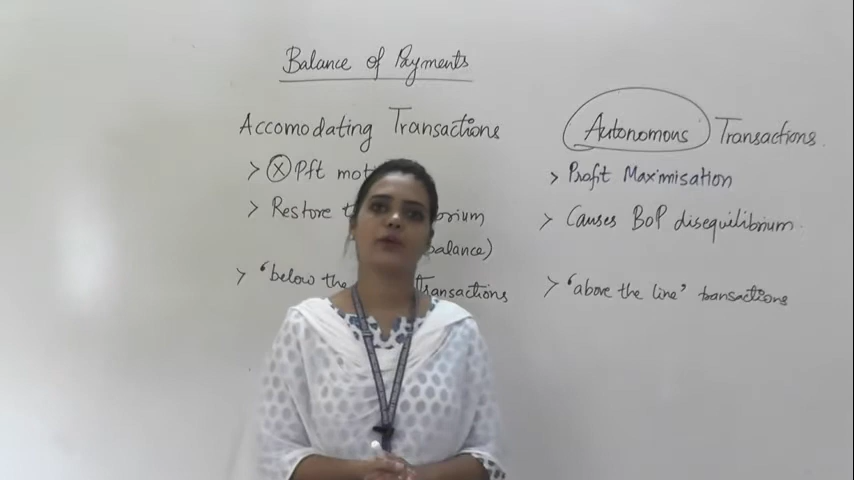 Balance of Payments
Accomodating Transactions
> Ⓧ Pft
> Restore
balance)
> 'below the transactions
Autonomous Transactions.
> Profit Maximisation
> Causes BoP disequilibrium.
> 'above the line' transactions